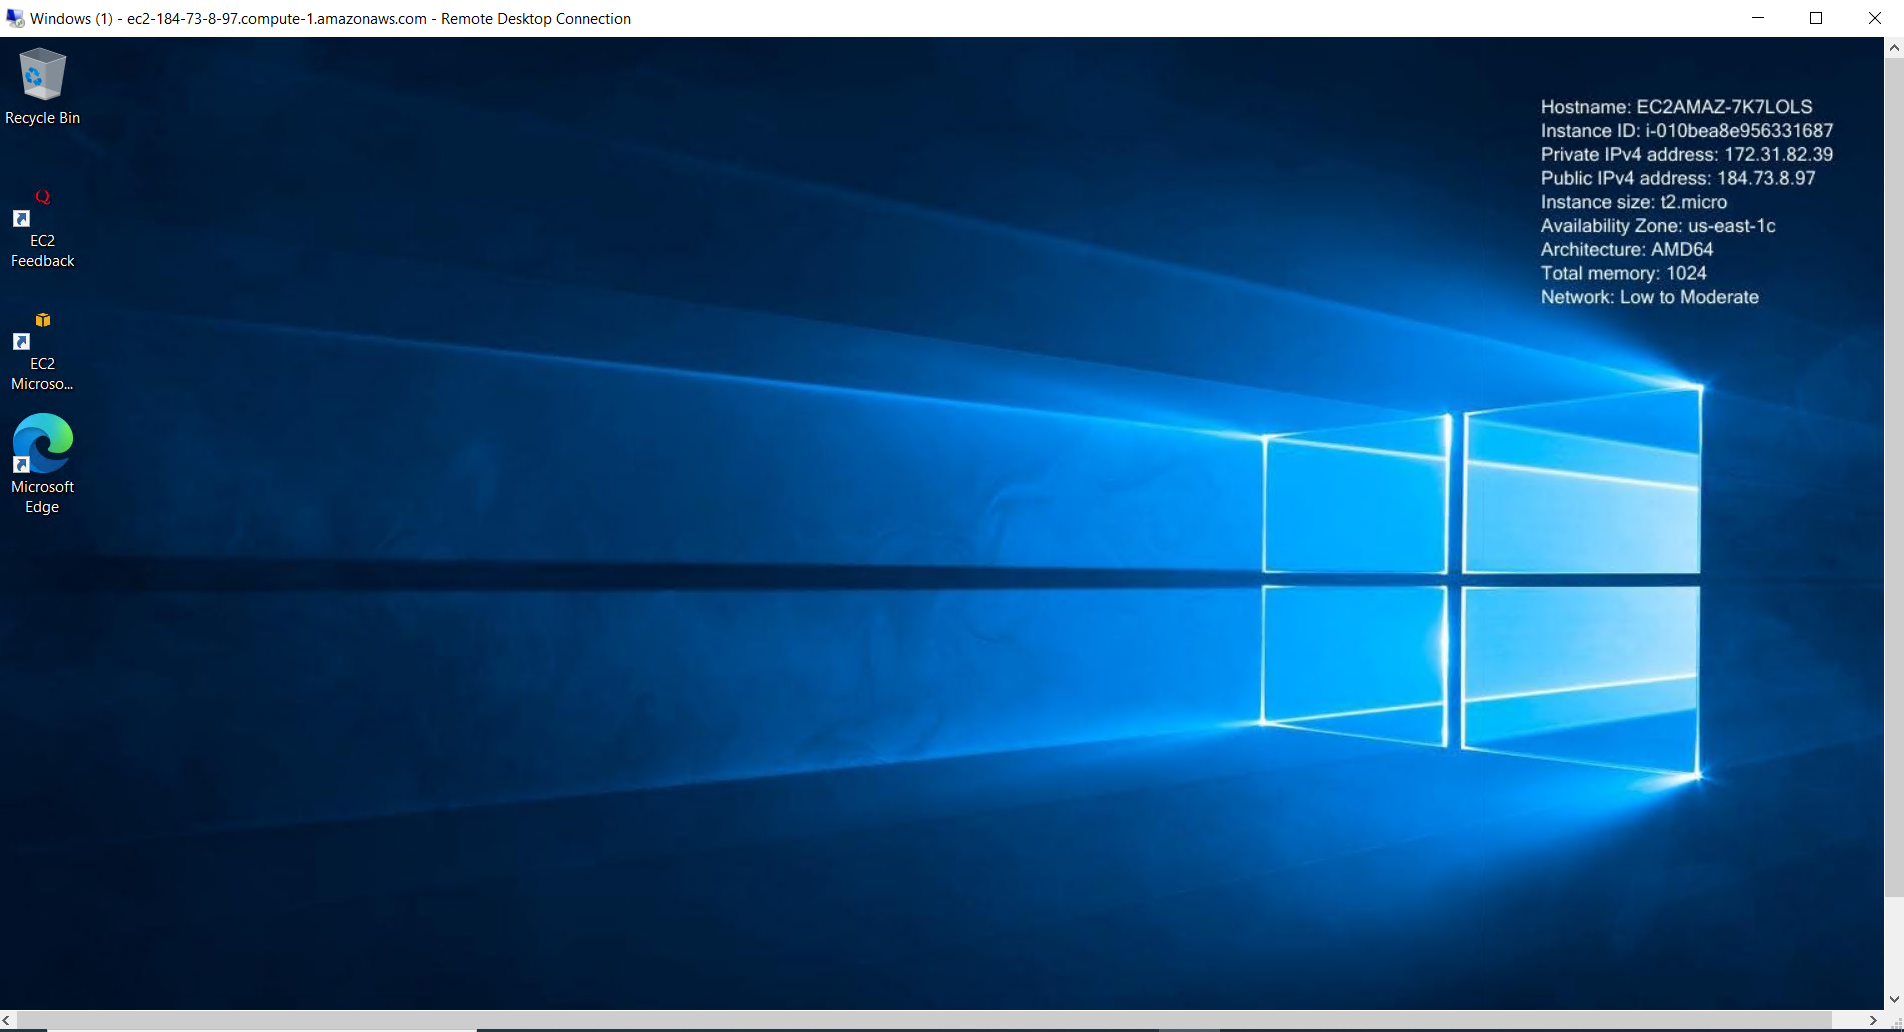 Windows (1) - ec2-184-73-8-97.compute-1.amazonaws.com - Remote Desktop Connection
Recycle Bin
EC2
Feedback
EC2
Microso...
Microsoft
Edge
Hostname: EC2AMAZ-7K7LOLS
Instance ID: i-010bea8e956331687
Private IPv4 address: 172.31.82.39
Public IPv4 address: 184.73.8.97
Instance size: t2.micro
Availability Zone: us-east-1c
Architecture: AMD64
Total memory: 1024
Network: Low to Moderate